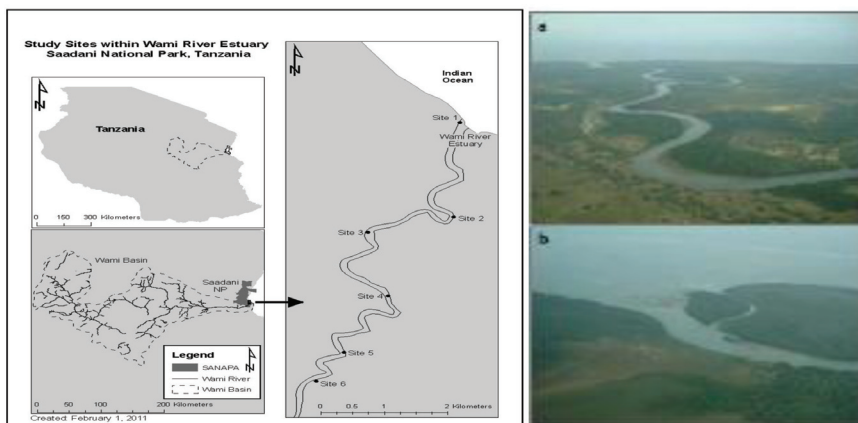 Study Sites within Wami River Estuary
Saadani National Park, Tanzania
N
Tanzania
0 150 300 Kilometers
Wami Basin
Saadani
NP
Legend
N
SANAPA
Wami River
Wami Basin
0 50 100 200
Kilometers
Created: February 1, 2011
N
Indian
Ocean
Site 1
Wami River
Estuary
Site 2
Site 3
Site 4
Site 5
Site 6
0 0.5 1 2 Kilometers
a
b